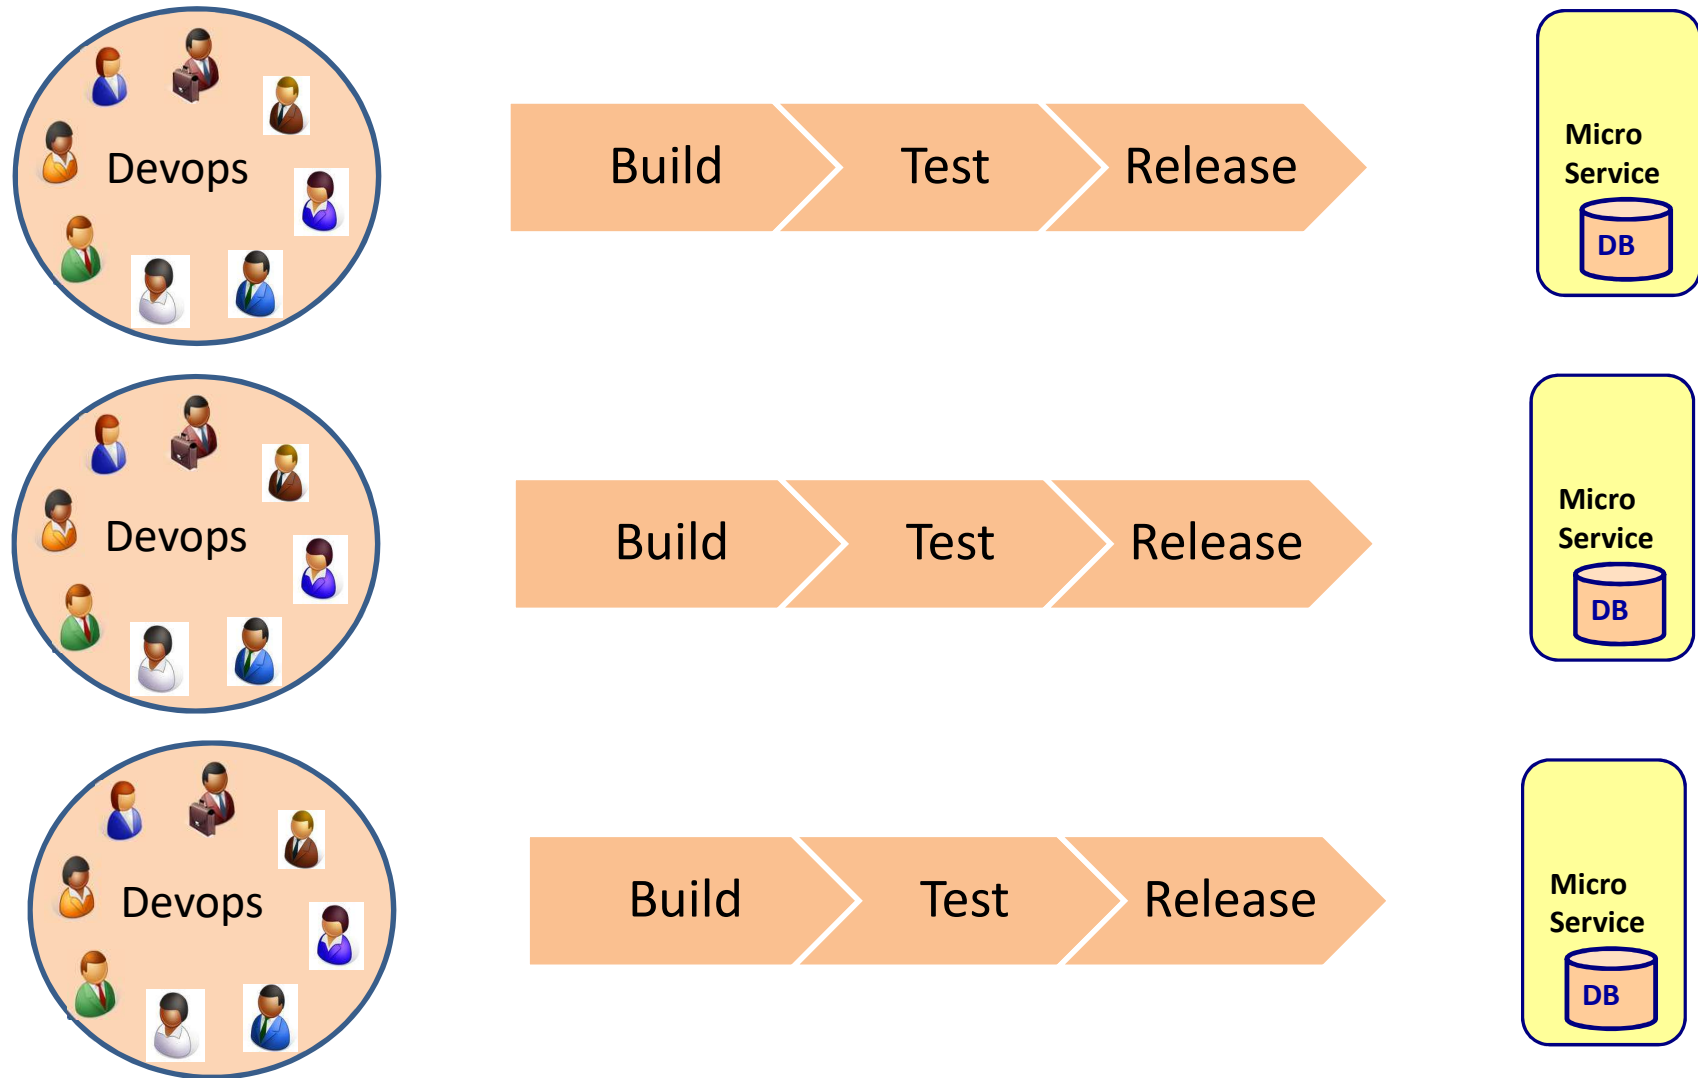 Devops
Build
Test
Release
Micro
Service
DB
Devops
Build
Test
Release
Micro
Service
DB
Devops
Build
Test
Release
Micro
Service
DB